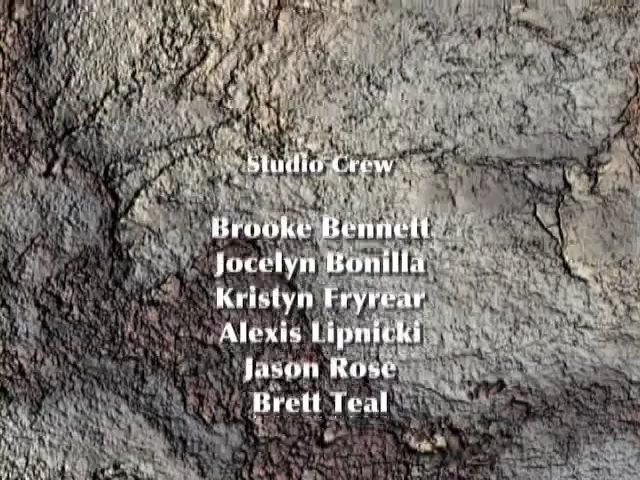 Studio Crew
Brooke Bennett
Jocelyn Bonilla
Kristyn Fryrear
Alexis Lipnicki
Jason Rose
Brett Teal